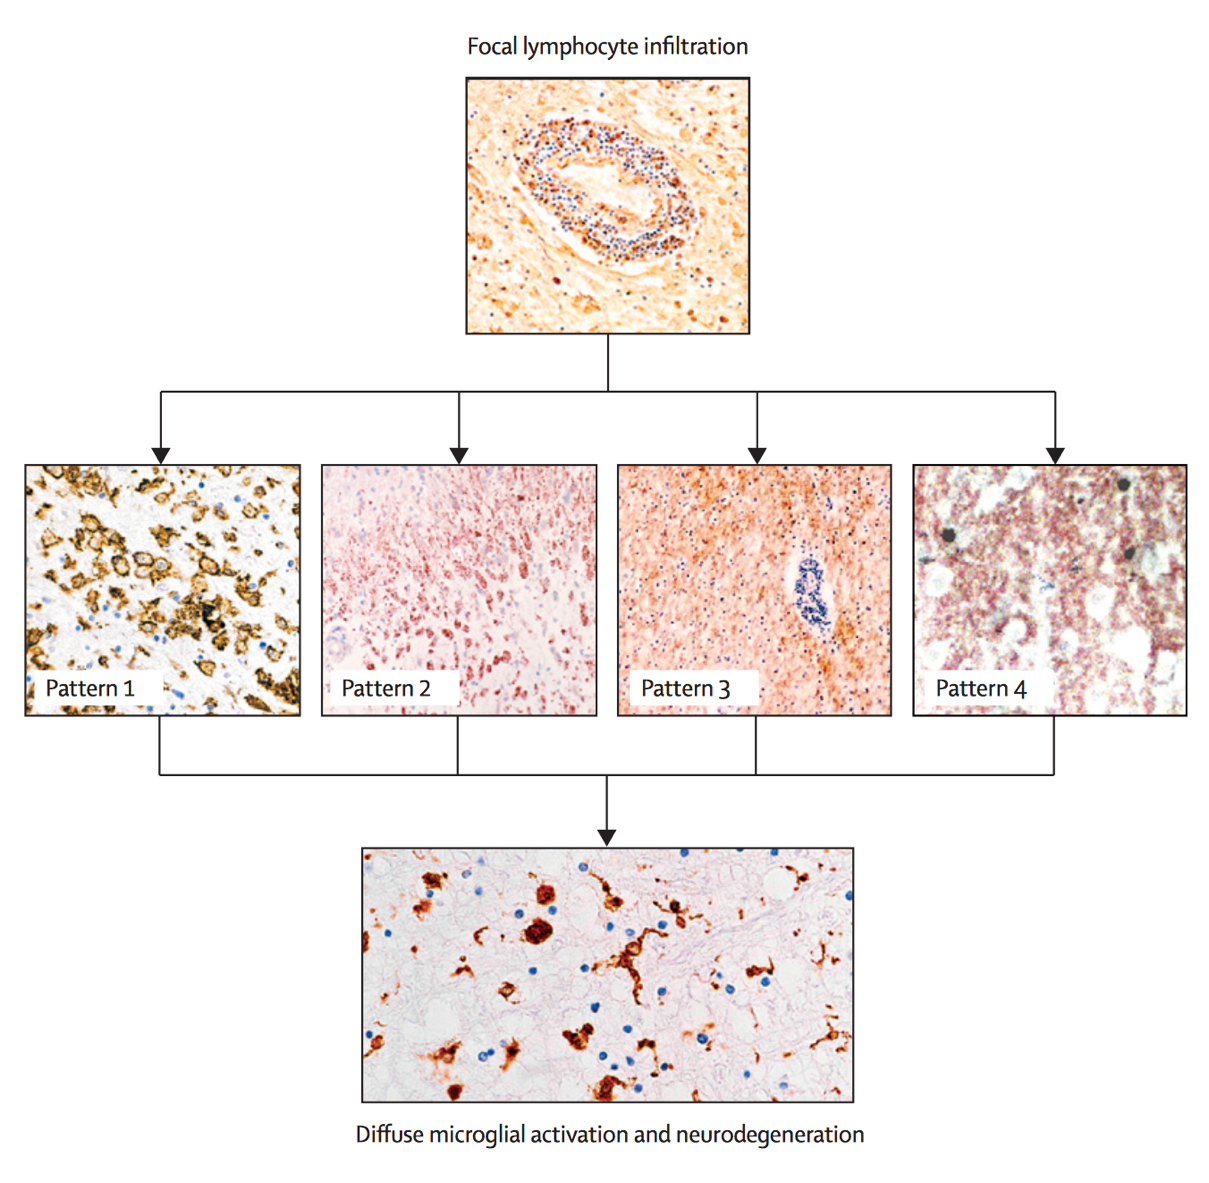 Focal lymphocyte infiltration
Pattern 1
Pattern 2
Pattern 3
Pattern 4
Diffuse microglial activation and neurodegeneration